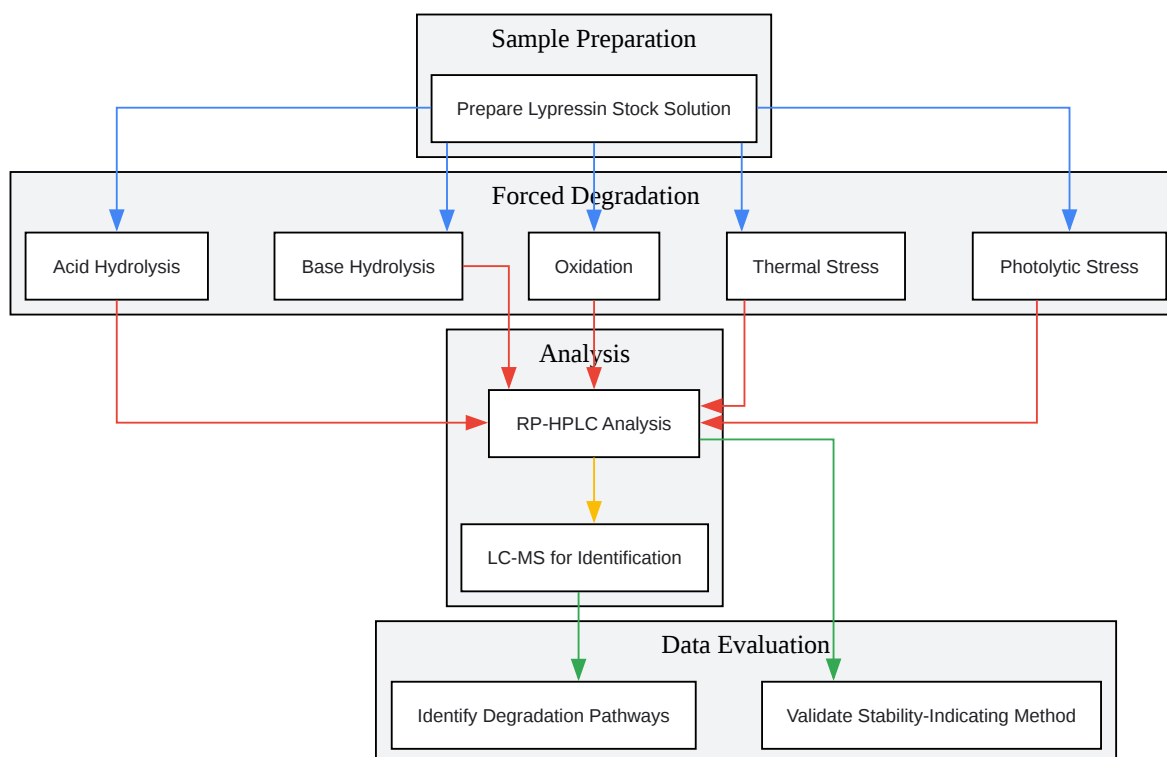 Sample Preparation
Prepare Lypressin Stock Solution
Forced Degradation
Acid Hydrolysis
Base Hydrolysis
Oxidation
Thermal Stress
Photolytic Stress
Analysis
RP-HPLC Analysis
LC-MS for Identification
Data Evaluation
Identify Degradation Pathways
Validate Stability-Indicating Method